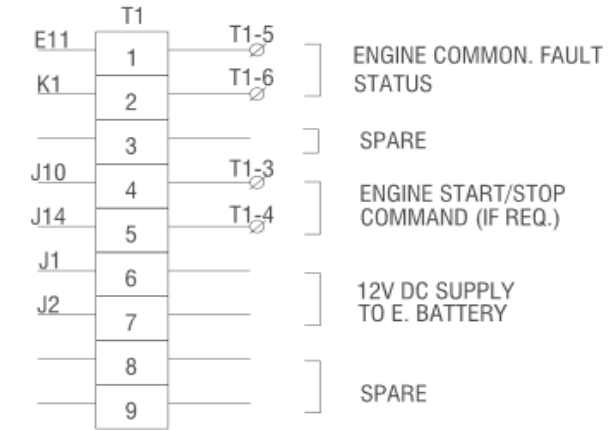 T1
E11 1 T1-5
ENGINE COMMON. FAULT
K1 2 T1-6
STATUS
3 SPARE
J10 4 T1-3
ENGINE START/STOP
J14 5 T1-4
COMMAND (IF REQ.)
J1 6
12V DC SUPPLY
J2 7
TO E. BATTERY
8
SPARE
9